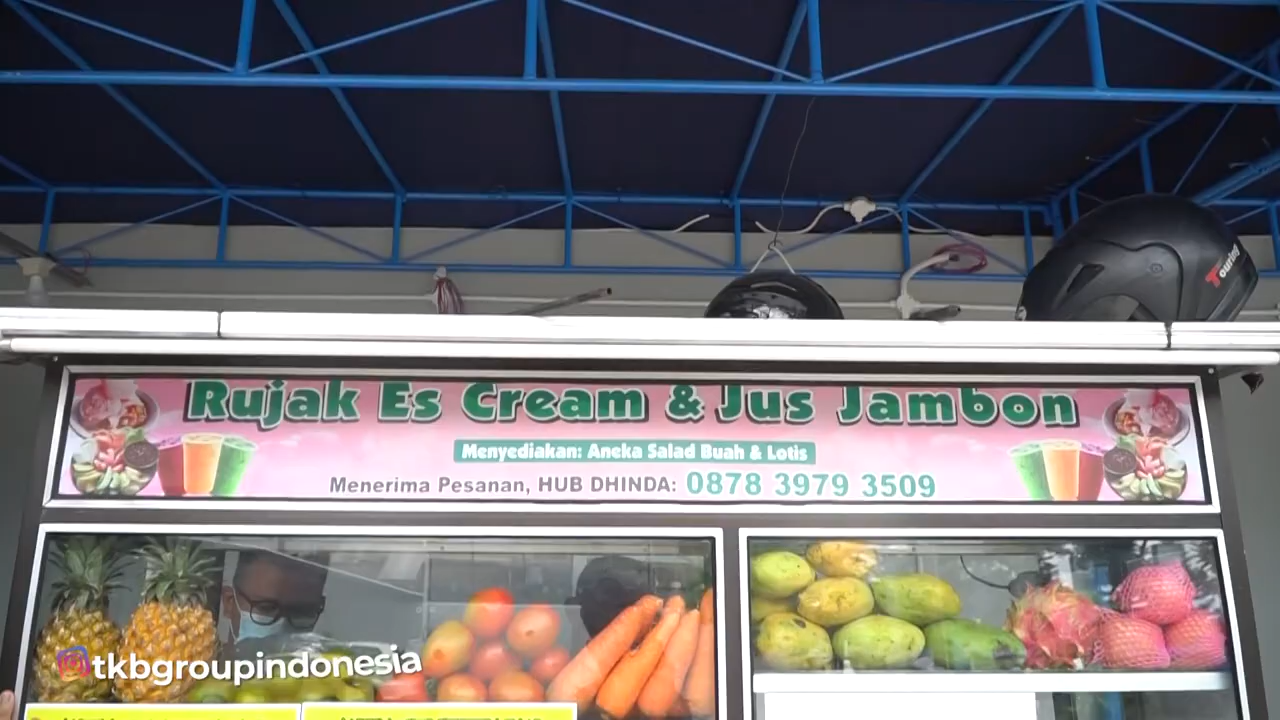 Touring
Rujak Es Cream & Jus Jambon
Menyediakan: Aneka Salad Buah & Lotis
Menerima Pesanan, HUB DHINDA: 0878 3979 3509
tkbgroupindonesia